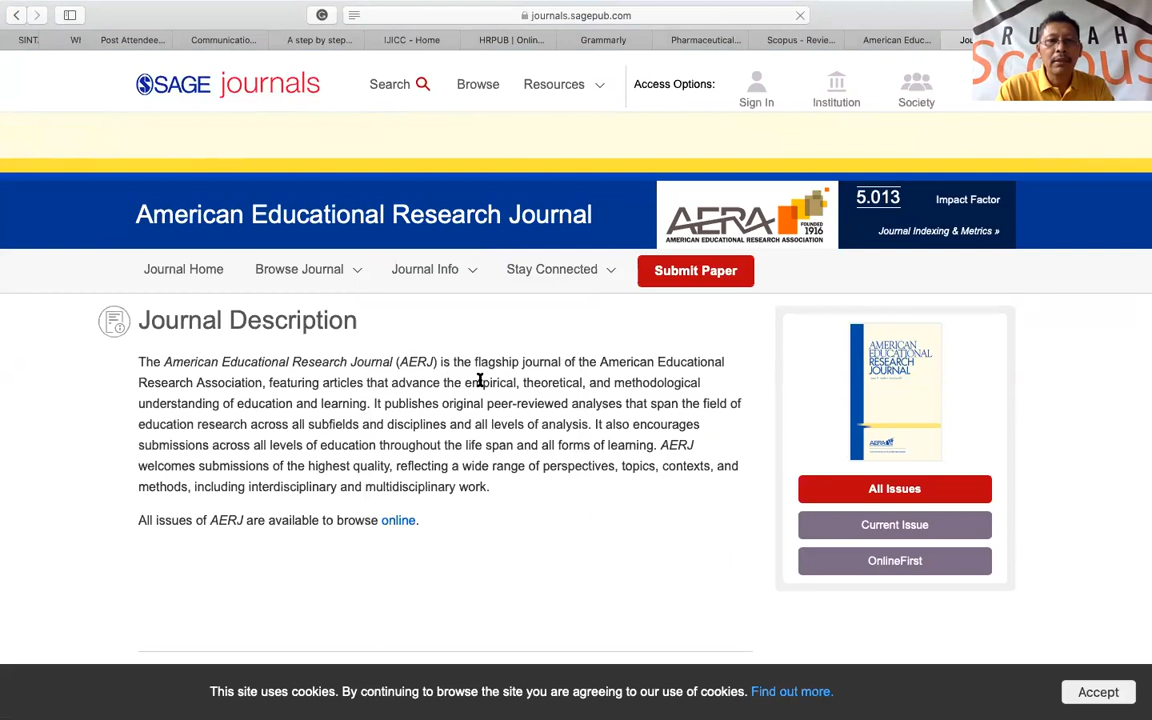 journals.sagepub.com
SINT.
Post Attendee...
Communicatio...
A step by step...
IJICC - Home
HRPUB | Onlin...
Grammarly
Pharmaceutical...
Scopus - Revie...
American Educ...
RUMAH
SCOPUS
SAGE journals
Search
Browse
Resources
Access Options:
Sign In
Institution
Society
American Educational Research Journal
AERA
FOUNDED
1916
AMERICAN EDUCATIONAL RESEARCH ASSOCIATION
5.013
Impact Factor
Journal Indexing & Metrics »
Journal Home
Browse Journal
Journal Info
Stay Connected
Submit Paper
Journal Description
The American Educational Research Journal (AERJ) is the flagship journal of the American Educational
Research Association, featuring articles that advance the empirical, theoretical, and methodological
understanding of education and learning. It publishes original peer-reviewed analyses that span the field of
education research across all subfields and disciplines and all levels of analysis. It also encourages
submissions across all levels of education throughout the life span and all forms of learning. AERJ
welcomes submissions of the highest quality, reflecting a wide range of perspectives, topics, contexts, and
methods, including interdisciplinary and multidisciplinary work.
All issues of AERJ are available to browse online.
AMERICAN
EDUCATIONAL
RESEARCH
JOURNAL
AERA
All Issues
Current Issue
OnlineFirst
This site uses cookies. By continuing to browse the site you are agreeing to our use of cookies. Find out more.
Accept